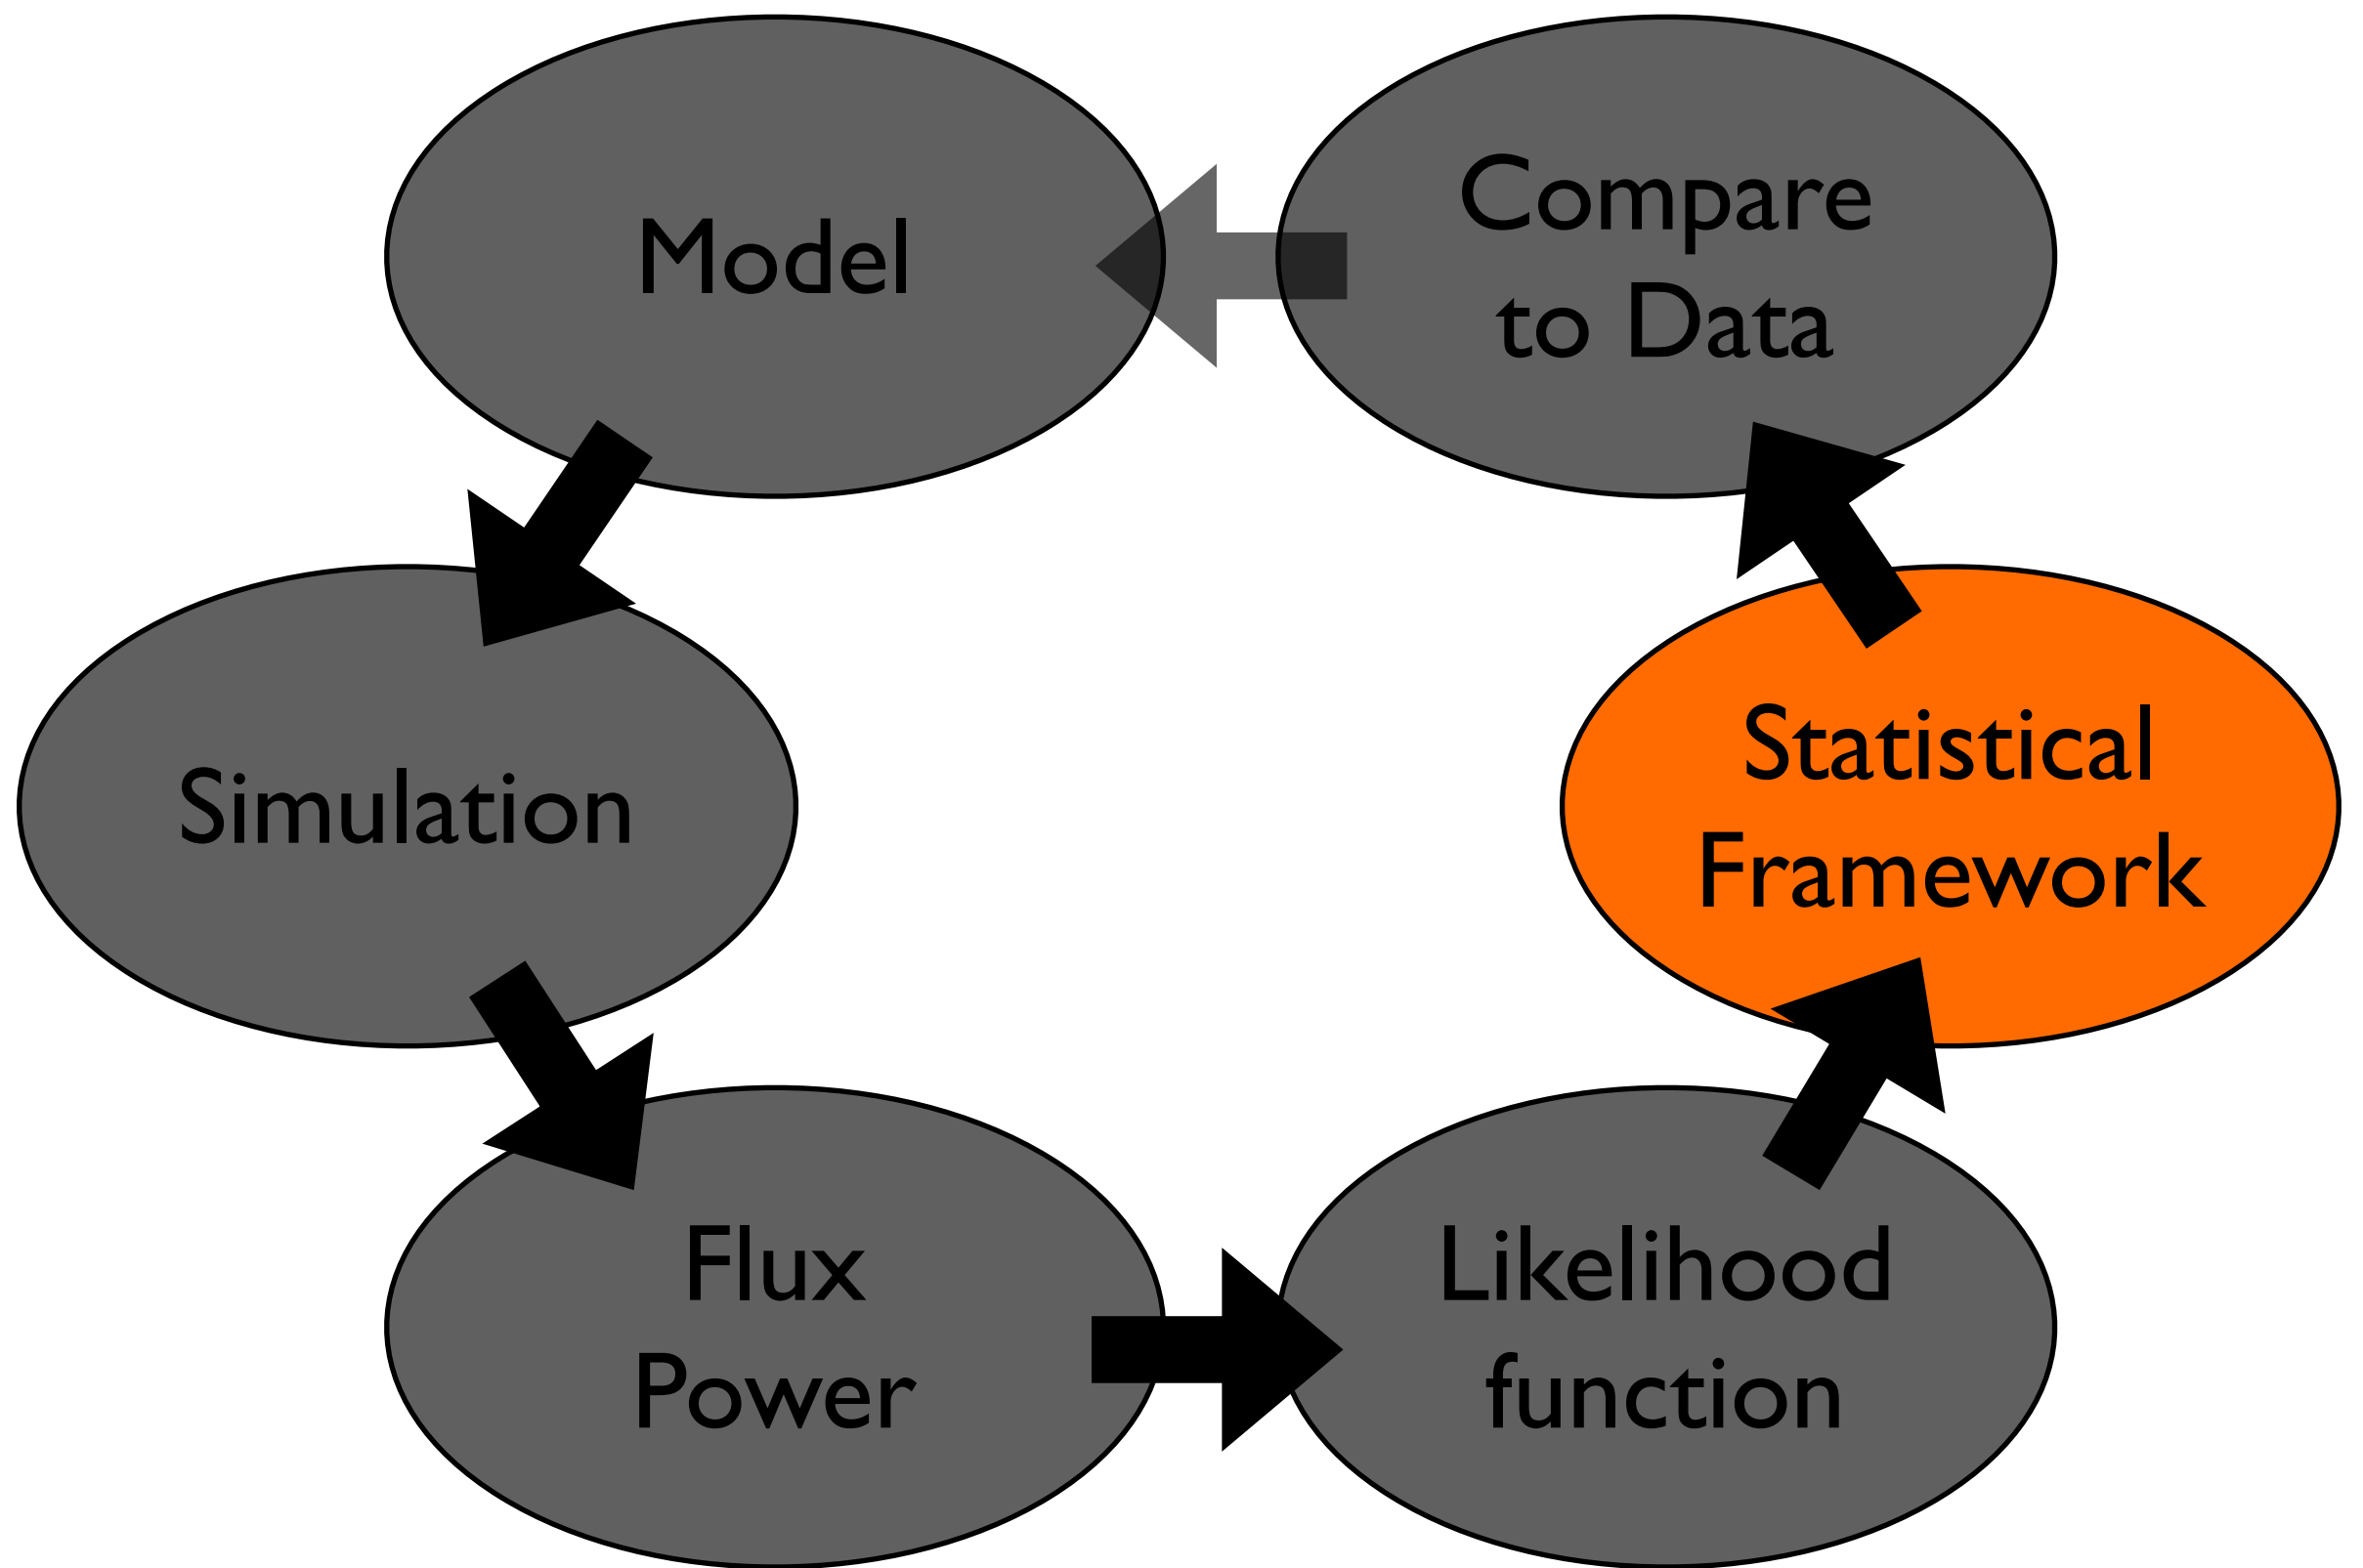 Model
Compare
to Data
Simulation
Statistical
Framework
Flux
Power
Likelihood
function